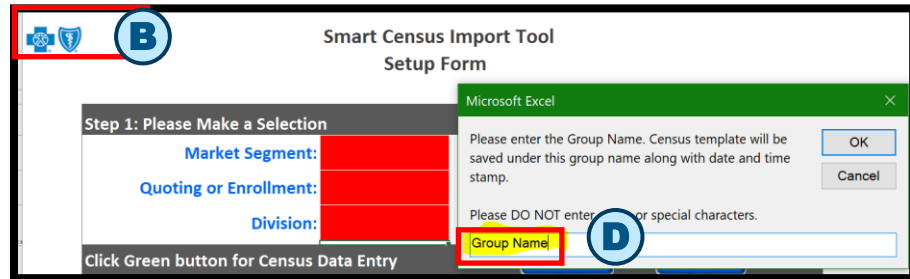 B
Smart Census Import Tool
Setup Form
Microsoft Excel
Step 1: Please Make a Selection
Market Segment:
Quoting or Enrollment:
Division:
Click Green button for Census Data Entry
Please enter the Group Name. Census template will be
saved under this group name along with date and time
stamp.
OK
Cancel
Please DO NOT enter or special characters.
Group Name
D